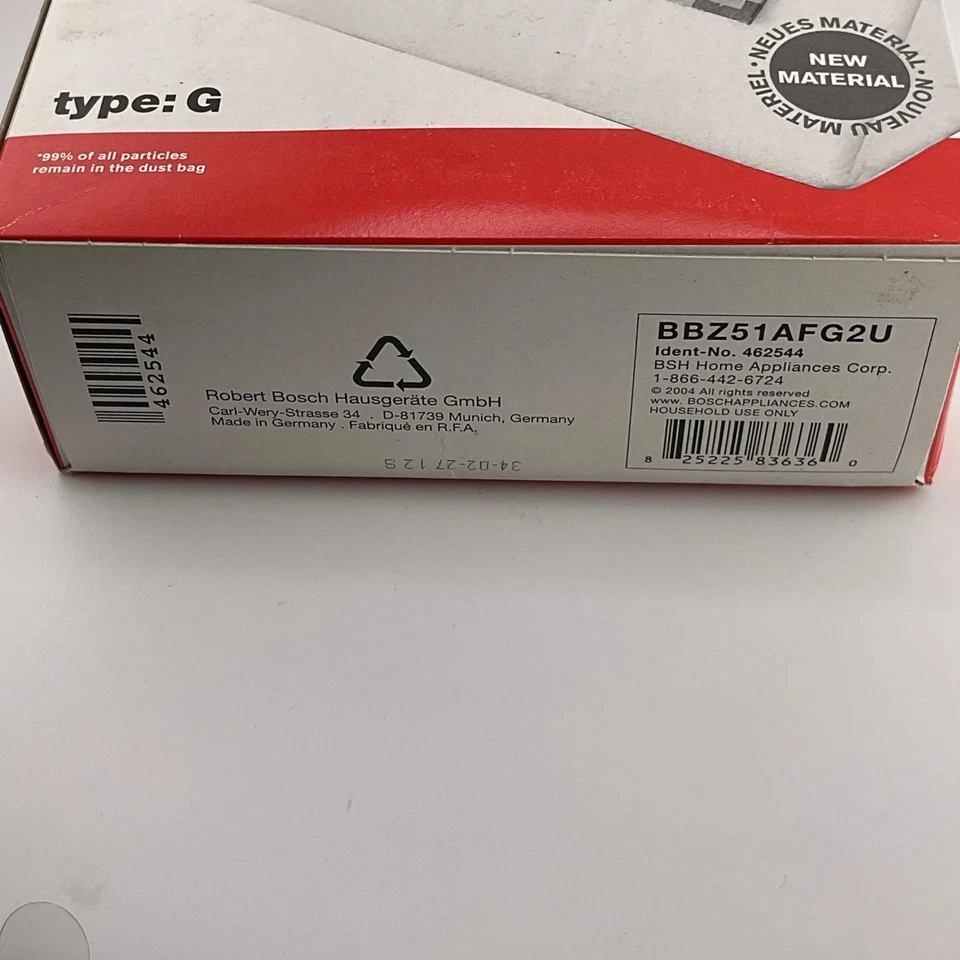 NEUES MATERIAL · NOUVEAU MATERIEL ·
NEW
MATERIAL
type: G
*99% of all particles
remain in the dust bag
462544
Robert Bosch Hausgeräte GmbH
Carl-Wery-Strasse 34 . D-81739 Munich, Germany
Made in Germany . Fabriqué en R.F.A.
34-02-27 12 S
BBZ51AFG2U
Ident-No. 462544
BSH Home Appliances Corp.
1-866-442-6724
© 2004 All rights reserved
www. BOSCHAPPLIANCES.COM
HOUSEHOLD USE ONLY
8 25225 83636 0